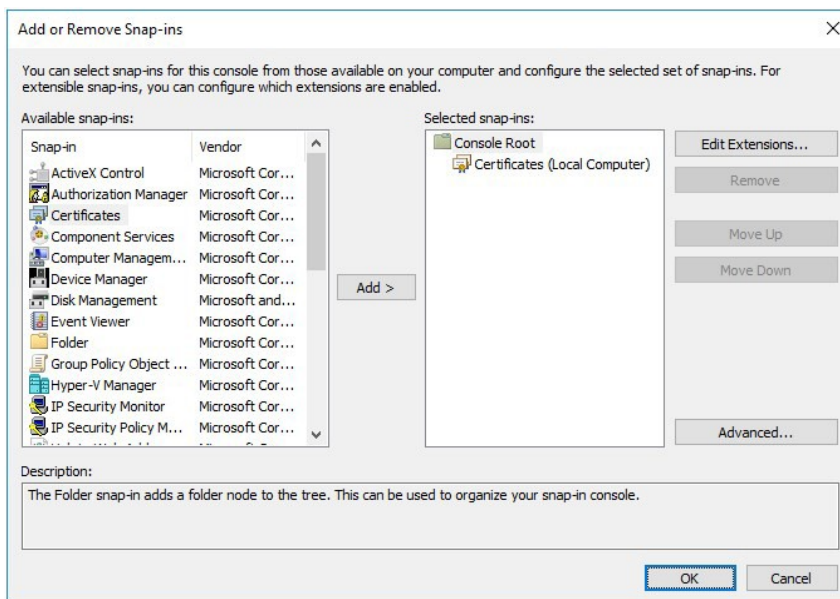 Add or Remove Snap-ins
You can select snap-ins for this console from those available on your computer and configure the selected set of snap-ins. For
extensible snap-ins, you can configure which extensions are enabled.
Available snap-ins:
Snap-in Vendor
ActiveX Control Microsoft Cor...
Authorization Manager Microsoft Cor...
Certificates Microsoft Cor...
Component Services Microsoft Cor...
Computer Managem... Microsoft Cor...
Device Manager Microsoft Cor...
Disk Management Microsoft and...
Event Viewer Microsoft Cor...
Folder Microsoft Cor...
Group Policy Object ... Microsoft Cor...
Hyper-V Manager Microsoft Cor...
IP Security Monitor Microsoft Cor...
IP Security Policy M... Microsoft Cor...
Add >
Selected snap-ins:
Console Root
Certificates (Local Computer)
Edit Extensions...
Remove
Move Up
Move Down
Advanced...
Description:
The Folder snap-in adds a folder node to the tree. This can be used to organize your snap-in console.
OK
Cancel